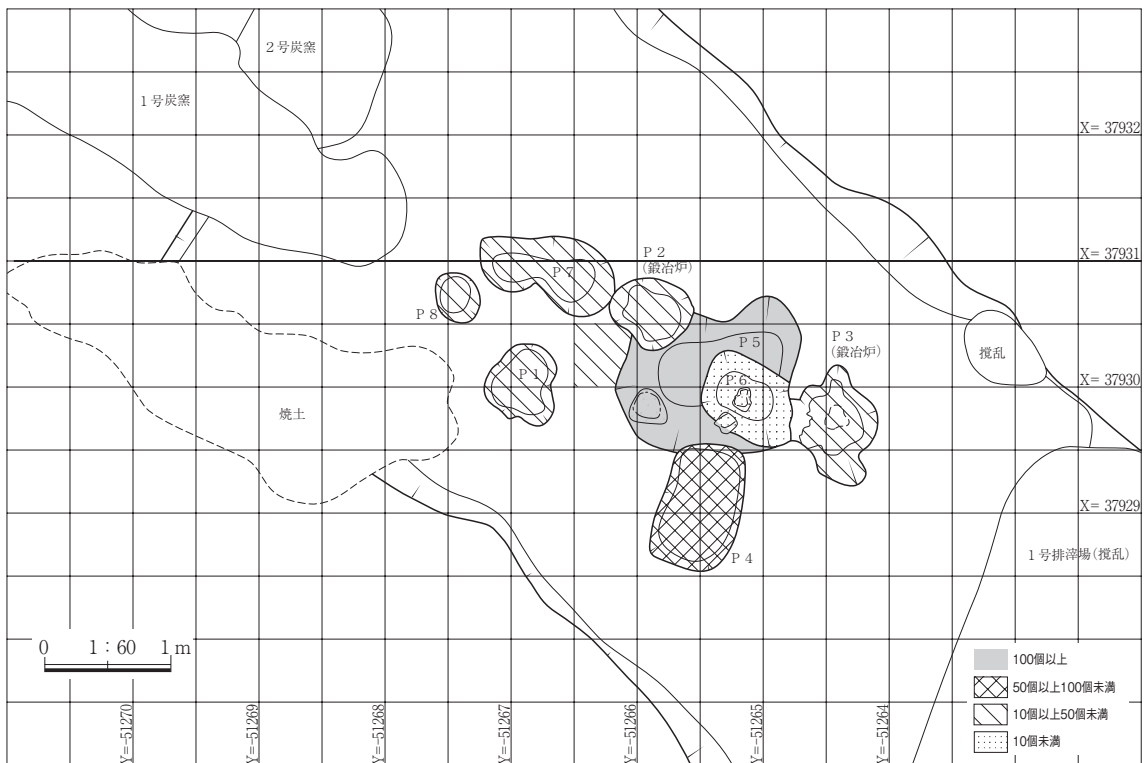 ２号炭窯
１号炭窯
X= 37932
P 2
(鍛冶炉)
X= 37931
P 7
P 8
P 5
P 3
(鍛冶炉)
撹乱
P 1
P 6
X= 37930
焼土
X= 37929
P 4
１号排滓場(撹乱)
0 1：60 1 m
100個以上
50個以上100個未満
10個以上50個未満
10個未満
Y=-51270
Y=-51269
Y=-51268
Y=-51267
Y=-51266
Y=-51265
Y=-51264